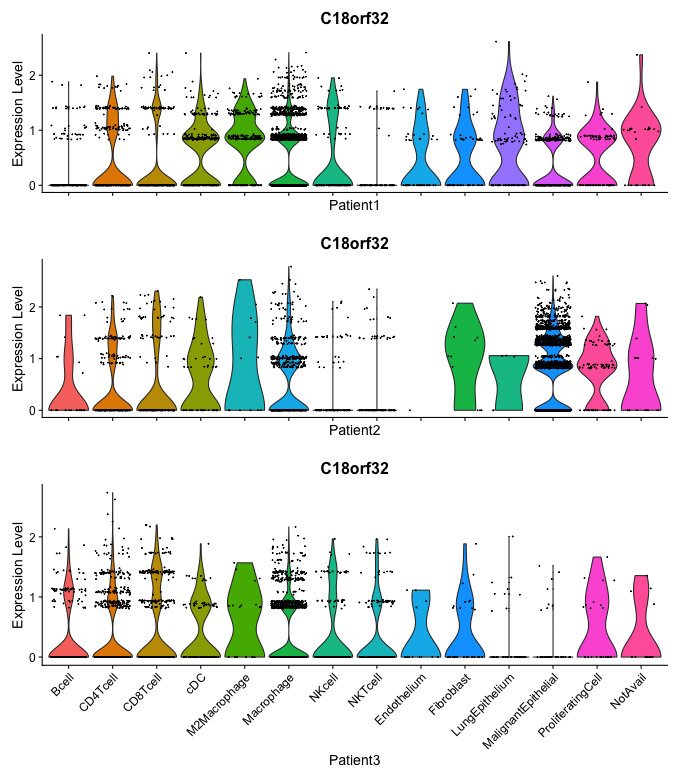 C18orf32
Expression Level
2
1
0
Patient1
C18orf32
Expression Level
2
1
0
Patient2
C18orf32
Expression Level
2
1
0
Bcell
CD4Tcell
CD8Tcell
cDC
M2Macrophage
Macrophage
NKcell
NKTcell
Endothelium
Fibroblast
LungEpithelium
MalignantEpithelial
ProliferatingCell
NotAvail
Patient3